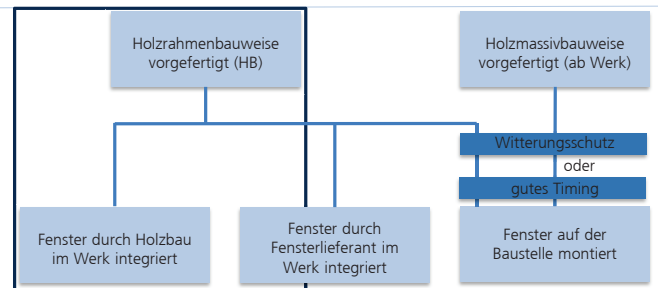 Holzrahmenbauweise
vorgefertigt (HB)
Holzmassivbauweise
vorgefertigt (ab Werk)
Witterungsschutz
oder
gutes Timing
Fenster durch Holzbau
im Werk integriert
Fenster durch
Fensterlieferant im
Werk integriert
Fenster auf der
Baustelle montiert